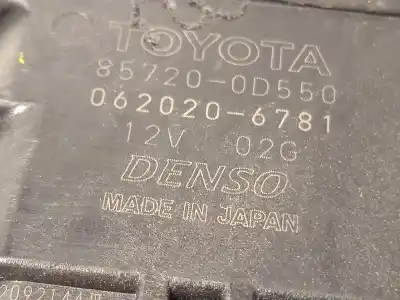 TOYOTA
85720-0D550
062020-6781
12V 02G
DENSO
MADE IN JAPAN